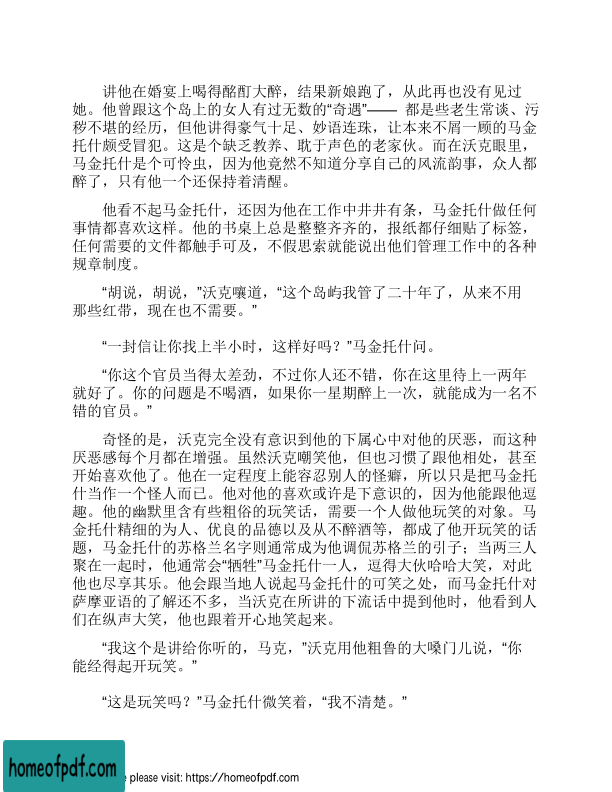 讲他在婚宴上喝得酩酊大醉，结果新娘跑了，从此再也没有见过
她。他曾跟这个岛上的女人有过无数的“奇遇”—— 都是些老生常谈、污
秽不堪的经历，但他讲得豪气十足、妙语连珠，让本来不屑一顾的马金
托什颇受冒犯。这是个缺乏教养、耽于声色的老家伙。而在沃克眼里，
马金托什是个可怜虫，因为他竟然不知道分享自己的风流韵事，众人都
醉了，只有他一个还保持着清醒。
他看不起马金托什，还因为他在工作中井井有条，马金托什做任何
事情都喜欢这样。他的书桌上总是整整齐齐的，报纸都仔细贴了标签，
任何需要的文件都触手可及，不假思索就能说出他们管理工作中的各种
规章制度。
“胡说，胡说，”沃克嚷道，“这个岛屿我管了二十年了，从来不用
那些红带，现在也不需要。”
“一封信让你找上半小时，这样好吗？”马金托什问。
“你这个官员当得太差劲，不过你人还不错，你在这里待上一两年
就好了。你的问题是不喝酒，如果你一星期醉上一次，就能成为一名不
错的官员。”
奇怪的是，沃克完全没有意识到他的下属心中对他的厌恶，而这种
厌恶感每个月都在增强。虽然沃克嘲笑他，但也习惯了跟他相处，甚至
开始喜欢他了。他在一定程度上能容忍别人的怪癖，所以只是把马金托
什当作一个怪人而已。他对他的喜欢或许是下意识的，因为他能跟他逗
趣。他的幽默里含有些粗俗的玩笑话，需要一个人做他玩笑的对象。马
金托什精细的为人、优良的品德以及从不醉酒等，都成了他开玩笑的话
题，马金托什的苏格兰名字则通常成为他调侃苏格兰的引子；当两三人
聚在一起时，他通常会“牺牲”马金托什一人，逗得大伙哈哈大笑，对此
他也尽享其乐。他会跟当地人说起马金托什的可笑之处，而马金托什对
萨摩亚语的了解还不多，当沃克在所讲的下流话中提到他时，他看到人
们在纵声大笑，他也跟着开心地笑起来。
“我这个是讲给你听的，马克，”沃克用他粗鲁的大嗓门儿说，“你
能经得起开玩笑。”
“这是玩笑吗？”马金托什微笑着，“我不清楚。”
homeofpdf.com
please visit: https://homeofpdf.com